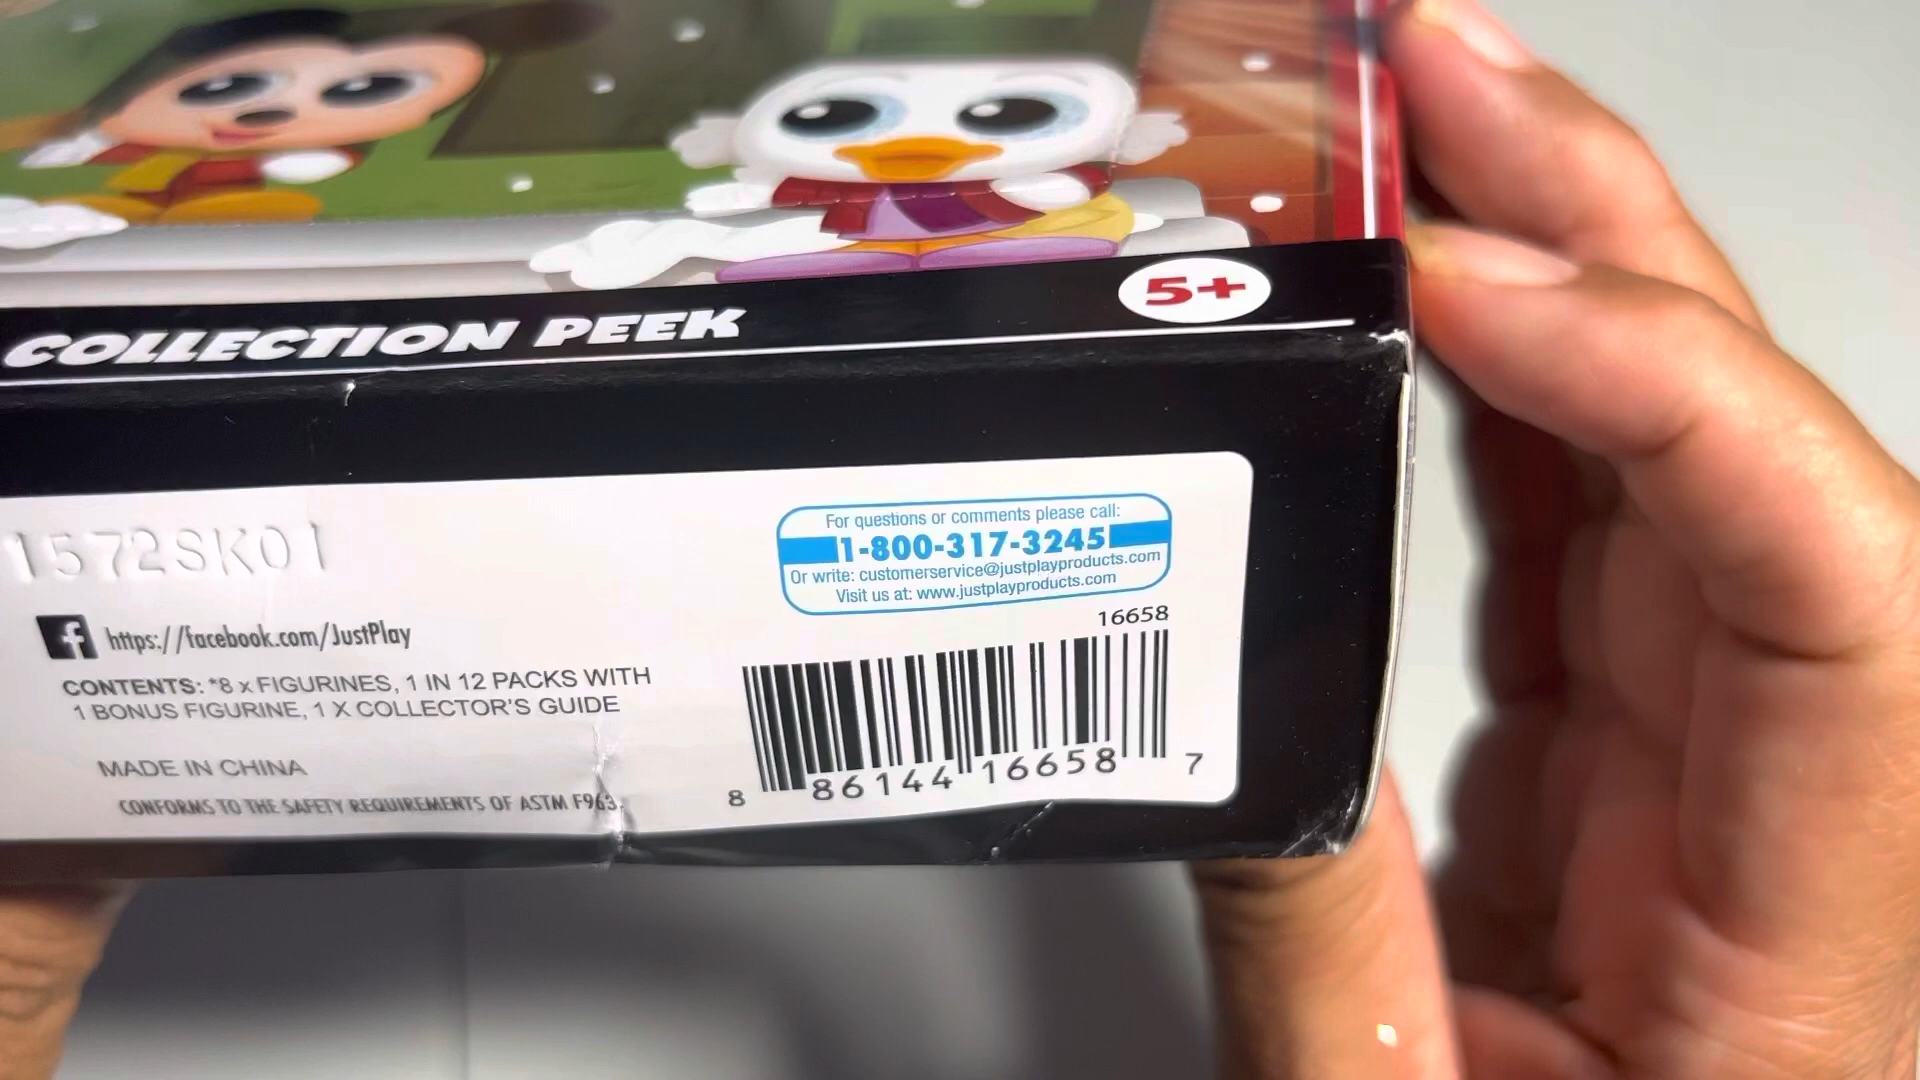 COLLECTION PEEK
5+
1572SK01
For questions or comments please call:
1-800-317-3245
Or write: customerservice@justplayproducts.com
Visit us at: www.justplayproducts.com
https://facebook.com/JustPlay
CONTENTS: *8 x FIGURINES, 1 IN 12 PACKS WITH
1 BONUS FIGURINE, 1 X COLLECTOR'S GUIDE
MADE IN CHINA
CONFORMS TO THE SAFETY REQUIREMENTS OF ASTM F963.
16658
8 86144 16658 7